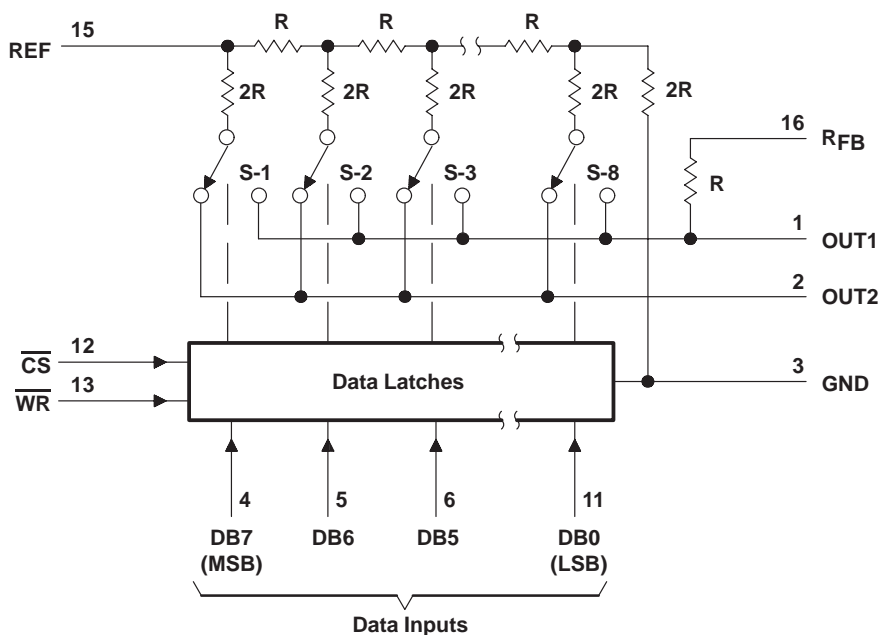 R R R
15
REF
2R 2R 2R 2R 2R
16
RFB
S-1 S-2 S-3 S-8
R
1
OUT1
2
OUT2
12
CS
Data Latches
3
GND
13
WR
4 5 6 11
DB7 DB6 DB5 DB0
(MSB) (LSB)
Data Inputs